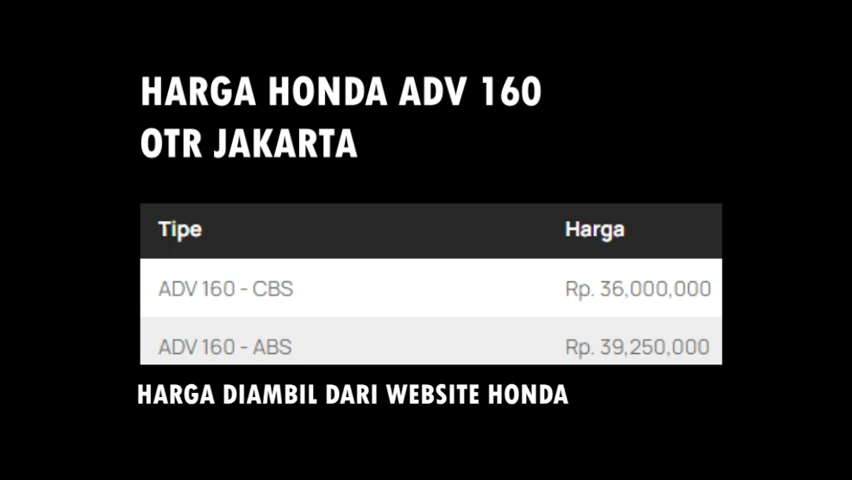 HARGA HONDA ADV 160
OTR JAKARTA
Tipe Harga
ADV 160 - CBS Rp. 36,000,000
ADV 160 - ABS Rp. 39,250,000
HARGA DIAMBIL DARI WEBSITE HONDA